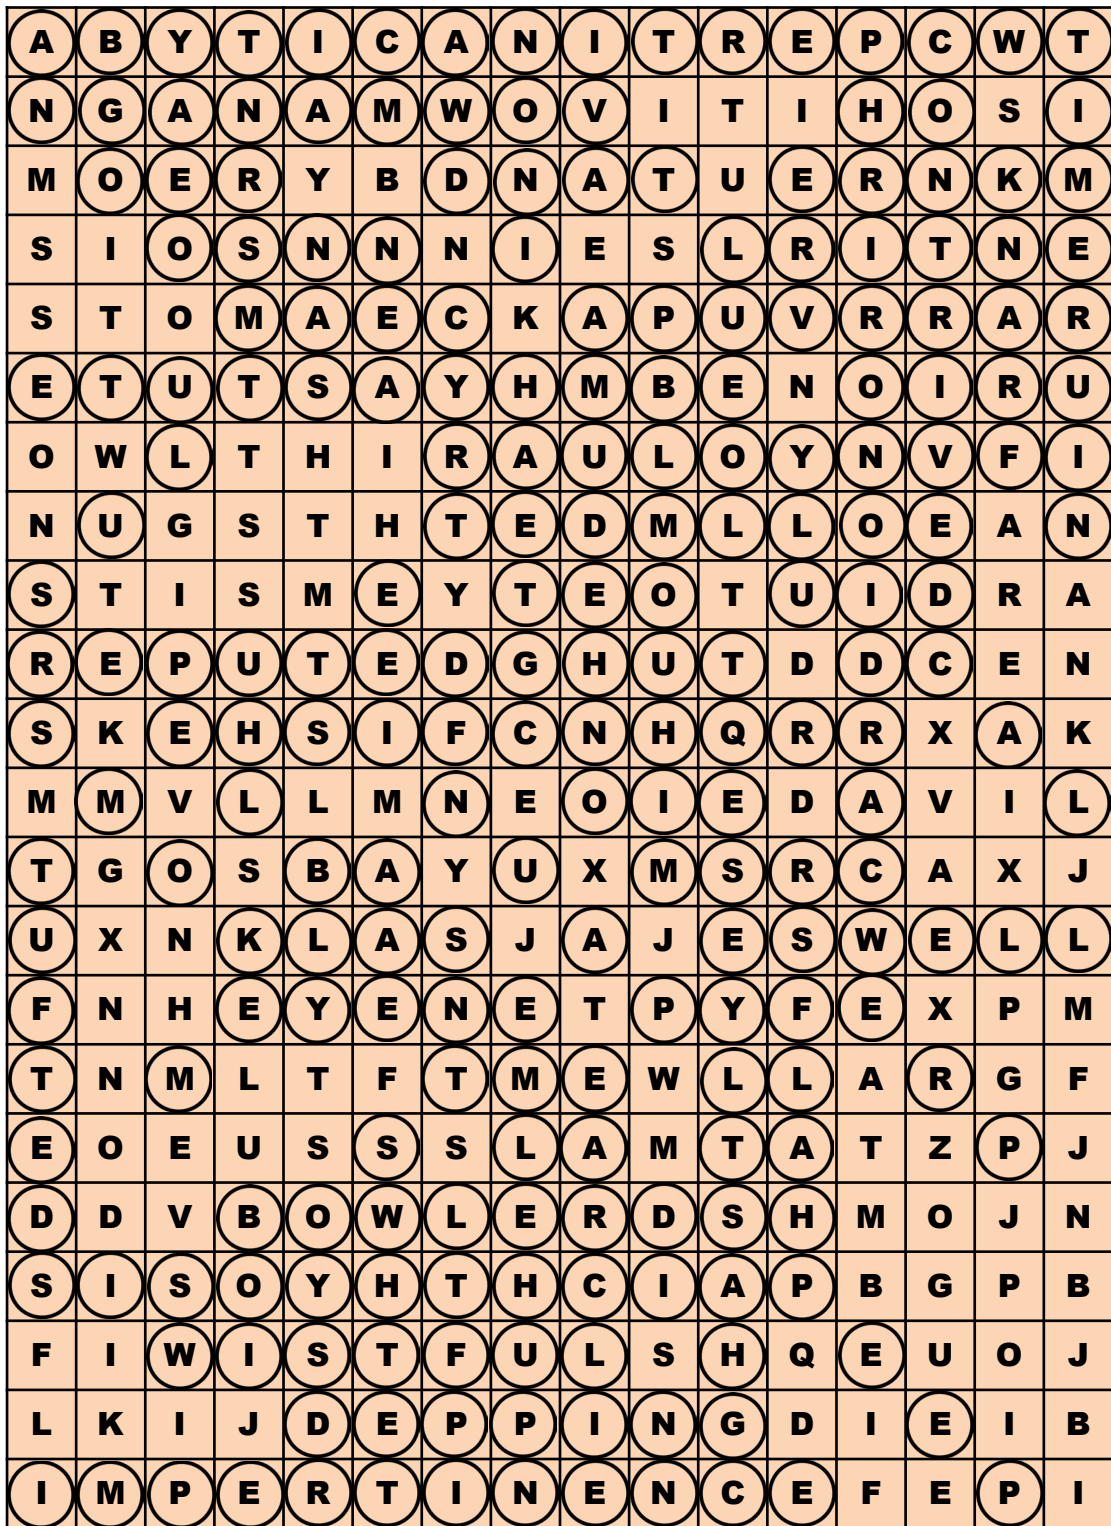 A B Y T I C A N I T R E P C W T
N G A N A M W O V I T I H O S I
M O E R Y B D N A T U E R N K M
S I O S N N N I E S L R I T N E
S T O M A E C K A P U V R R A R
E T U T S A Y H M B E N O I R U
O W L T H I R A U L O Y N V F I
N U G S T H T E D M L L O E A N
S T I S M E Y T E O T U I D R A
R E P U T E D G H U T D D C E N
S K E H S I F C N H Q R R X A K
M M V L L M N E O I E D A V I L
T G O S B A Y U X M S R C A X J
U X N K L A S J A J E S W E L L
F N H E Y E N E T P Y F E X P M
T N M L T F T M E W L L A R G F
E O E U S S S L A M T A T Z P J
D D V B O W L E R D S H M O J N
S I S O Y H T H C I A P B G P B
F I W I S T F U L S H Q E U O J
L K I J D E P P I N G D I E I B
I M P E R T I N E N C E F E P I